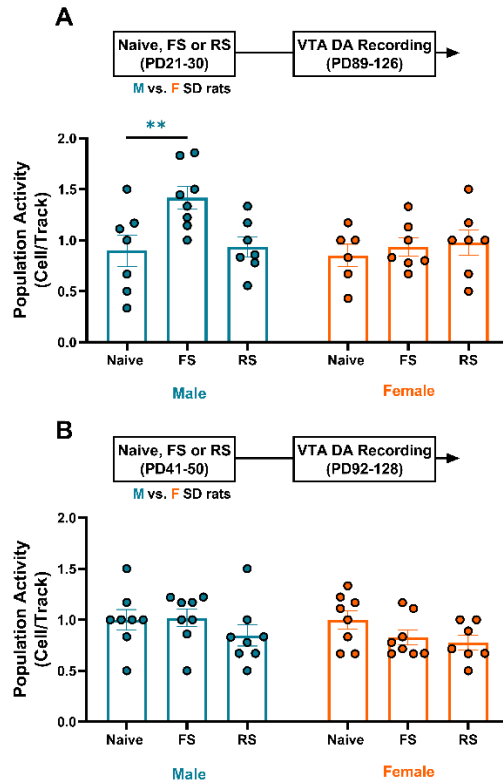 A
Naive, FS or RS
(PD21-30)
VTA DA Recording
(PD89-126)
M vs. F SD rats
**
Population Activity
(Cell/Track)
2.0
1.5
1.0
0.5
0.0
Naive FS RS Naive FS RS
Male Female
B
Naive, FS or RS
(PD41-50)
VTA DA Recording
(PD92-128)
M vs. F SD rats
Population Activity
(Cell/Track)
2.0
1.5
1.0
0.5
0.0
Naive FS RS Naive FS RS
Male Female